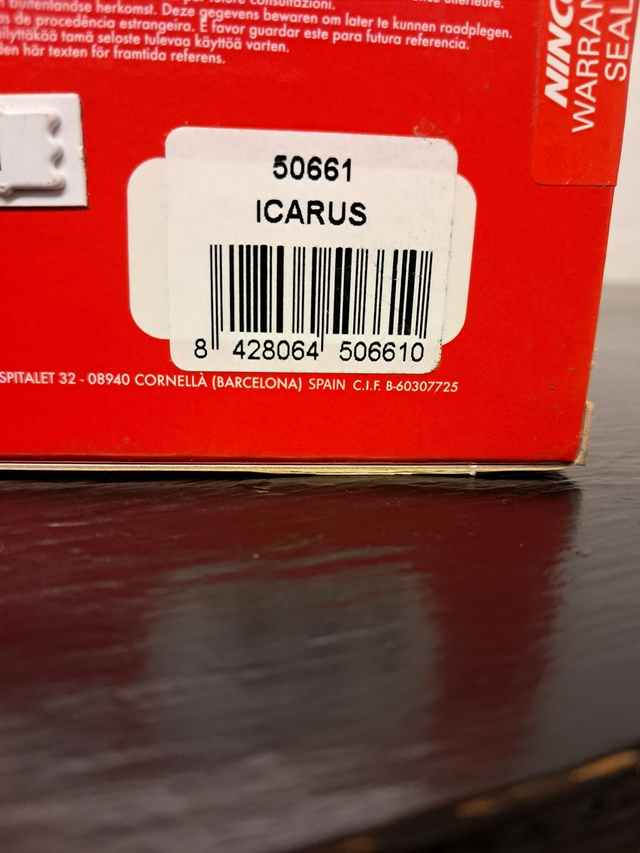 buitenlandse herkomst. Deze gegevens bewaren om later te kunnen raadplegen.
as de procedência estrangeira. É favor guardar este para futura referencia.
tämä seloste tulevaa käyttöä varten.
den här texten för framtida referens.
NINCO
WARRAN
SEAL
50661
ICARUS
8 428064 506610
SPITALET 32 - 08940 CORNELLÀ (BARCELONA) SPAIN C.I.F. B-60307725